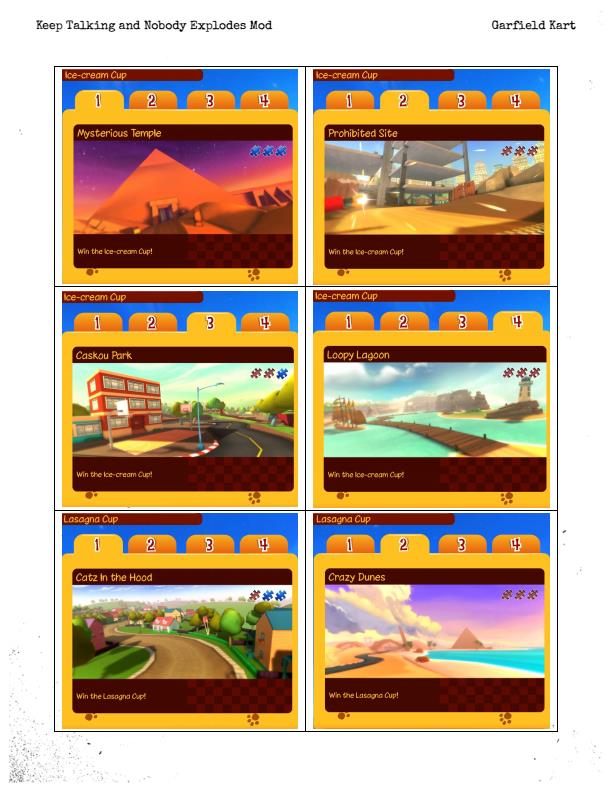 Keep Talking and Nobody Explodes Mod
Garfield Kart
Ice-cream Cup
1 2 3 4
Mysterious Temple
Win the Ice-cream Cup!
Ice-cream Cup
1 2 3 4
Prohibited Site
Win the Ice-cream Cup!
Ice-cream Cup
1 2 3 4
Caskou Park
Win the Ice-cream Cup!
Ice-cream Cup
1 2 3 4
Loopy Lagoon
Win the Ice-cream Cup!
Lasagna Cup
1 2 3 4
Catz In the Hood
Win the Lasagna Cup!
Lasagna Cup
1 2 3 4
Crazy Dunes
Win the Lasagna Cup!